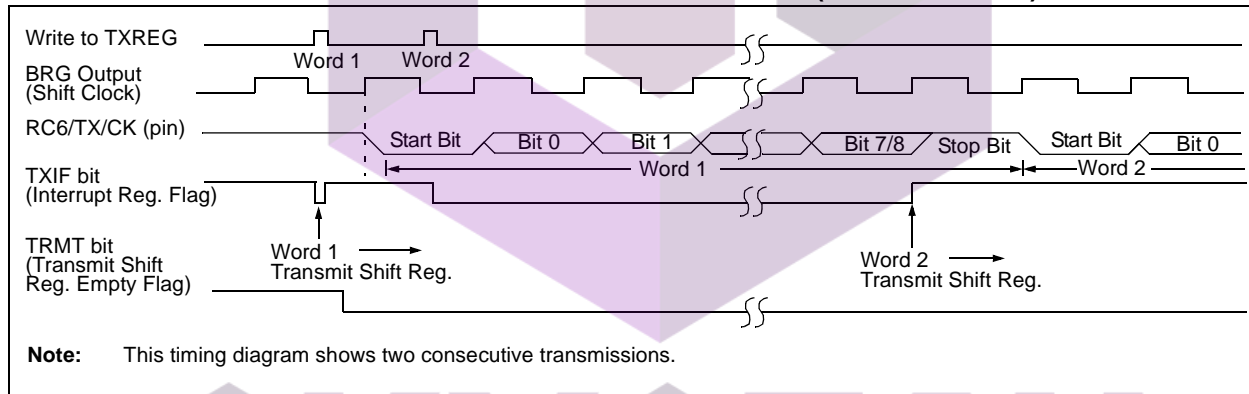 Write to TXREG
Word 1 Word 2
BRG Output
(Shift Clock)
RC6/TX/CK (pin)
Start Bit Bit 0 Bit 1 Bit 7/8 Stop Bit Start Bit Bit 0
Word 1 Word 2
TXIF bit
(Interrupt Reg. Flag)
Word 1
Transmit Shift Reg.
Word 2
Transmit Shift Reg.
TRMT bit
(Transmit Shift
Reg. Empty Flag)
Note: This timing diagram shows two consecutive transmissions.